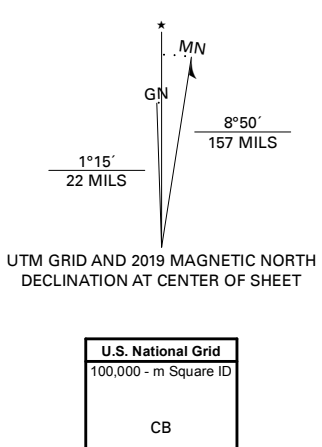 ★
MN
GN
8°50´
157 MILS
1°15´
22 MILS
UTM GRID AND 2019 MAGNETIC NORTH
DECLINATION AT CENTER OF SHEET
U.S. National Grid
100,000 - m Square ID
CB